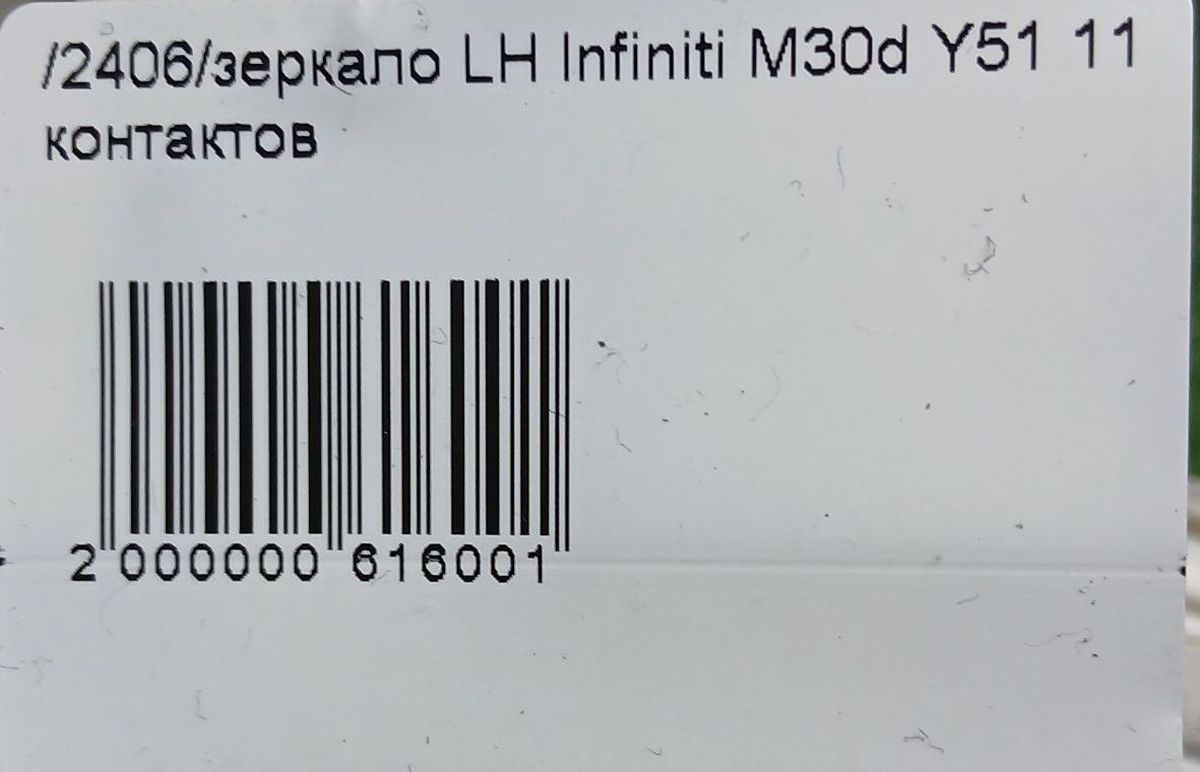 /2406/зеркало LH Infiniti M30d Y51 11
контактов
2 000000 616001